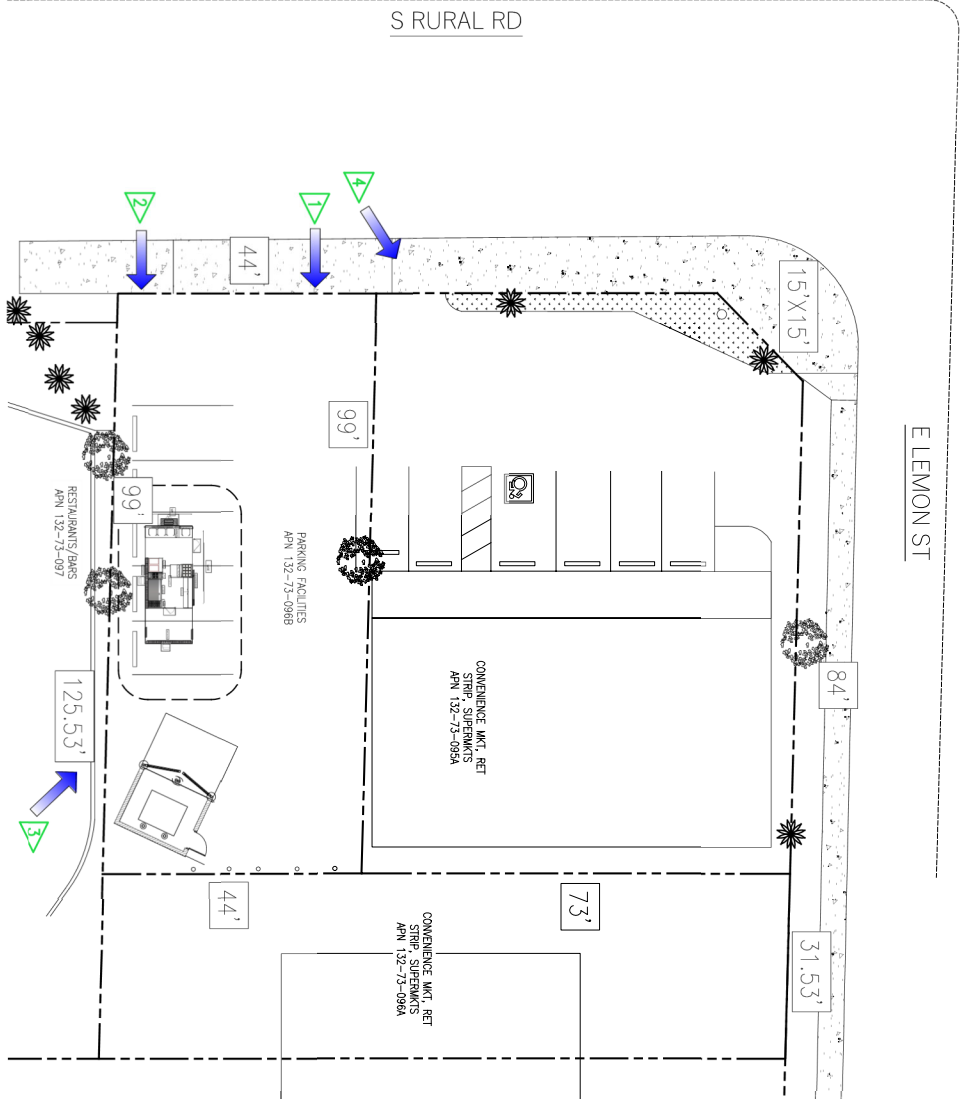 S RURAL RD
E LEMON ST
4
2
1
44'
15'X15'
99'
99'
RESTAURANTS/BARS
APN 132-73-097
PARKING FACILITIES
APN 132-73-096B
CONVENIENCE MKT, RET
STRIP, SUPERMKTS
APN 132-73-095A
84'
125.53'
3
44'
73'
31.53'
CONVENIENCE MKT, RET
STRIP, SUPERMKTS
APN 132-73-096A